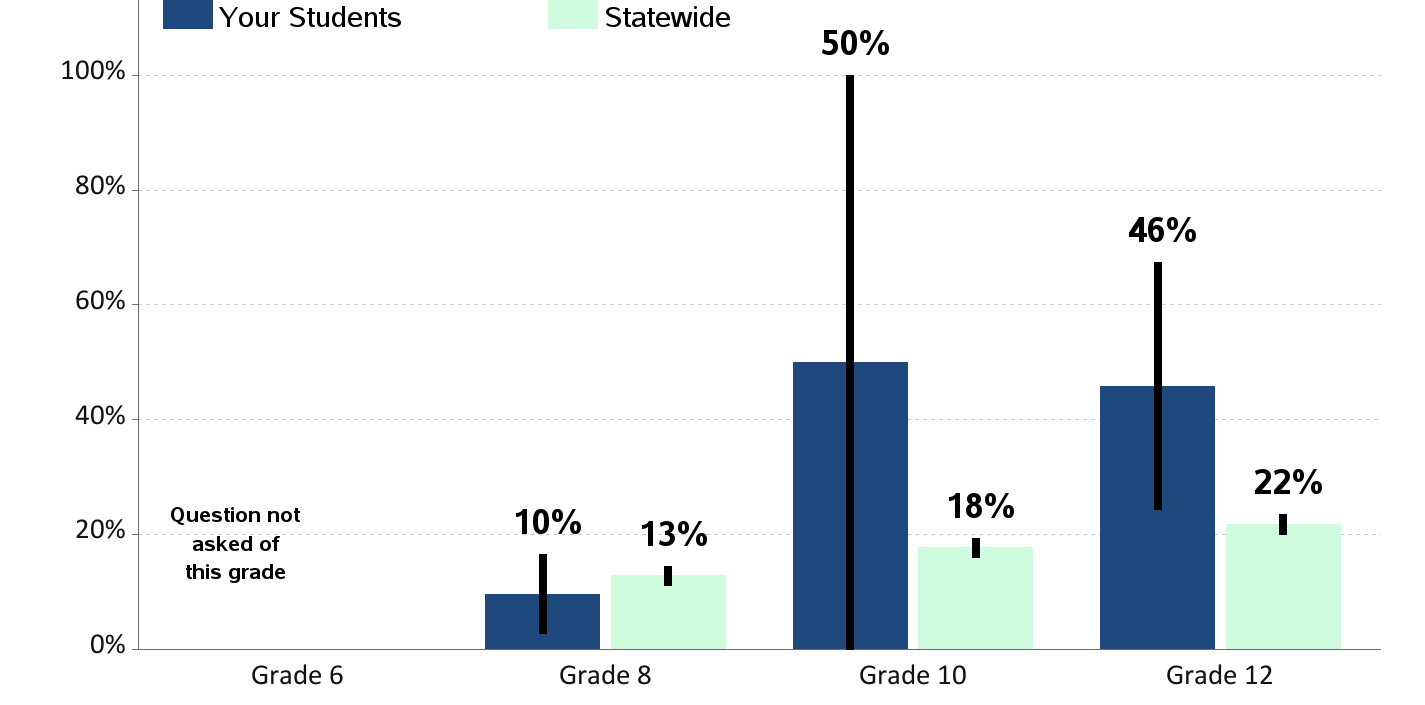 Your Students
Statewide
50%
100%
80%
46%
60%
40%
22%
18%
Question not
asked of
this grade
20%
10%
13%
0%
Grade 6
Grade 8
Grade 10
Grade 12